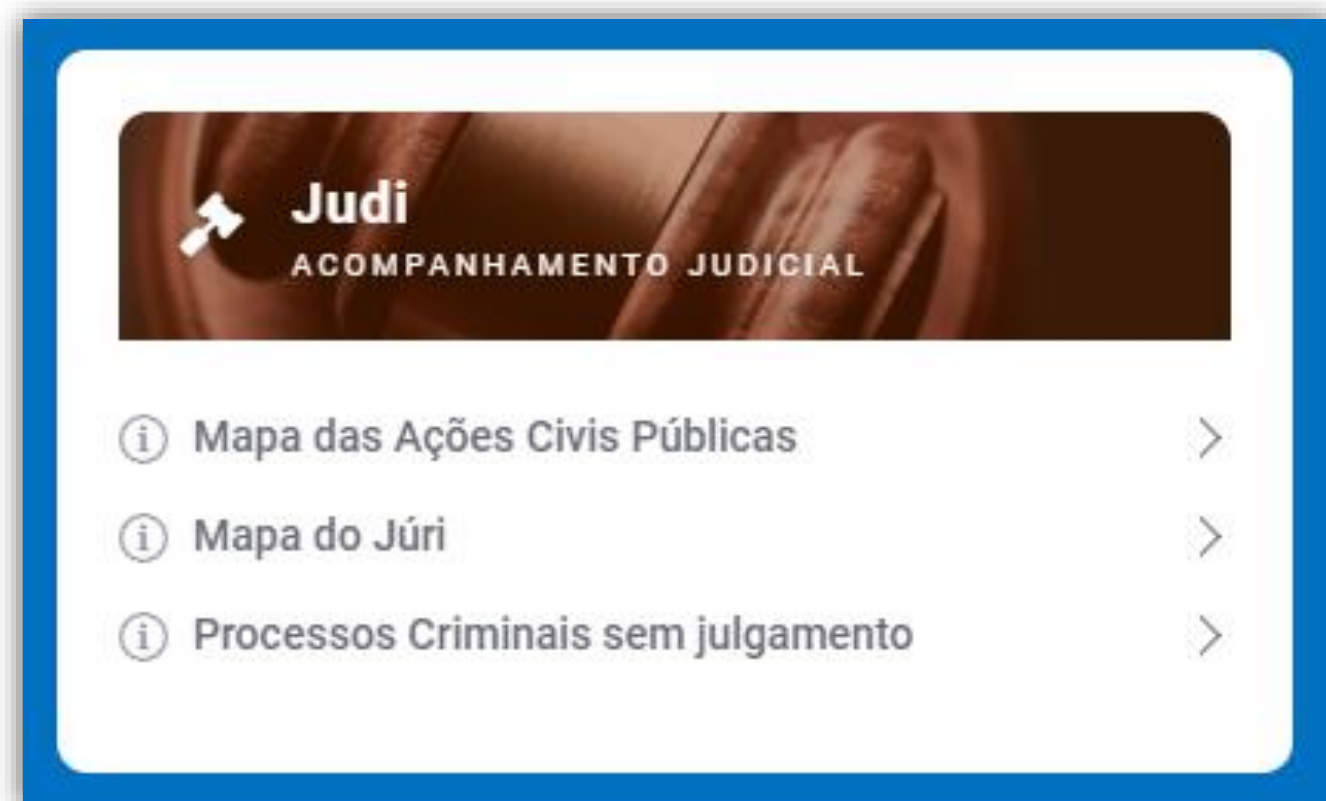 Judi
ACOMPANHAMENTO JUDICIAL
Mapa das Ações Civis Públicas
Mapa do Júri
Processos Criminais sem julgamento